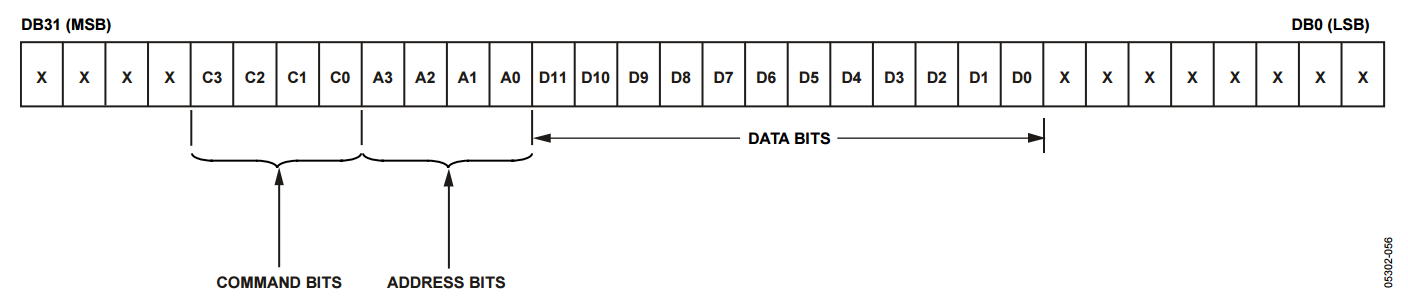 DB31 (MSB) DB0 (LSB)
X X X X C3 C2 C1 C0 A3 A2 A1 A0 D11 D10 D9 D8 D7 D6 D5 D4 D3 D2 D1 D0 X X X X X X X X
DATA BITS
COMMAND BITS ADDRESS BITS
05302-056